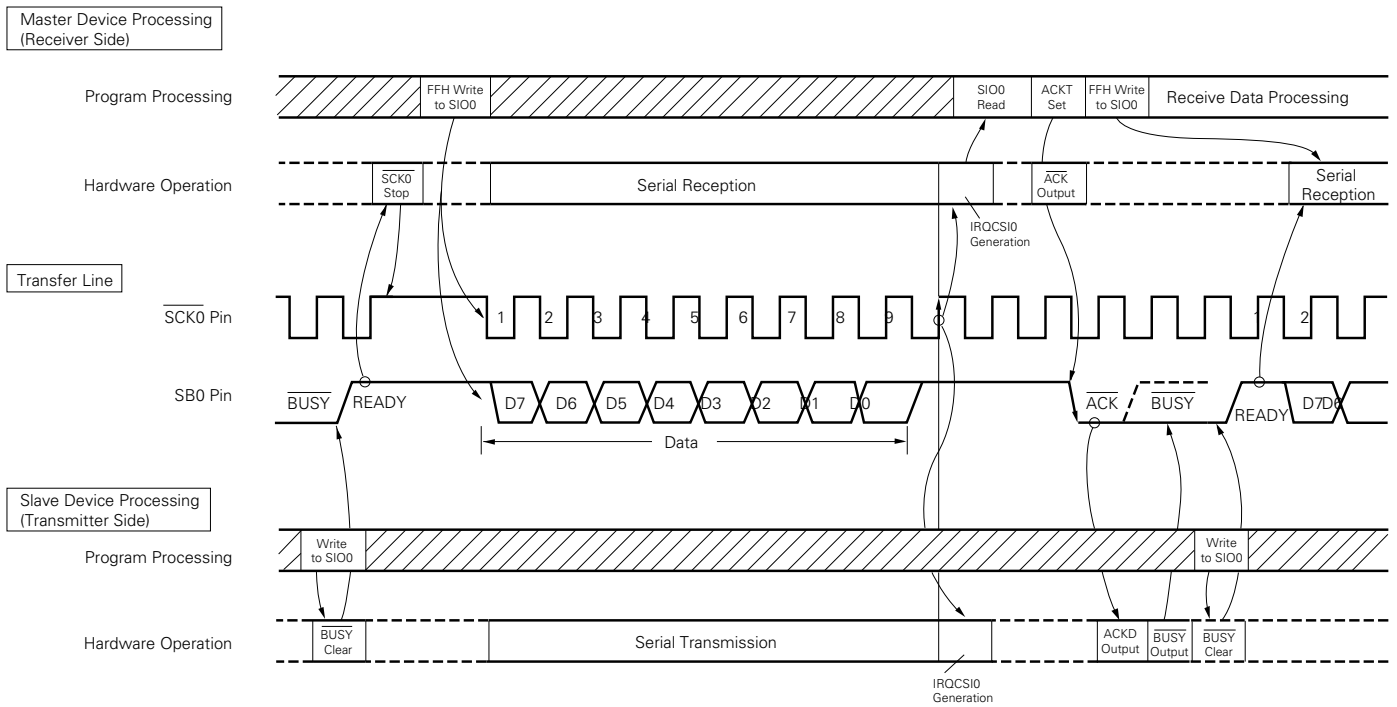 Master Device Processing
(Receiver Side)
Program Processing
FFH Write
to SIO0
SIO0
Read
ACKT
Set
FFH Write
to SIO0
Receive Data Processing
Hardware Operation
SCK0
Stop
Serial Reception
ACK
Output
Serial
Reception
IRQCSI0
Generation
Transfer Line
SCK0 Pin
1 2 3 4 5 6 7 8 9 1 2
SB0 Pin
BUSY READY D7 D6 D5 D4 D3 D2 D1 D0 ACK BUSY READY D7 D6
Data
Slave Device Processing
(Transmitter Side)
Program Processing
Write
to SIO0
Write
to SIO0
Hardware Operation
BUSY
Clear
Serial Transmission
ACKD
Output
BUSY
Output
BUSY
Clear
IRQCSI0
Generation